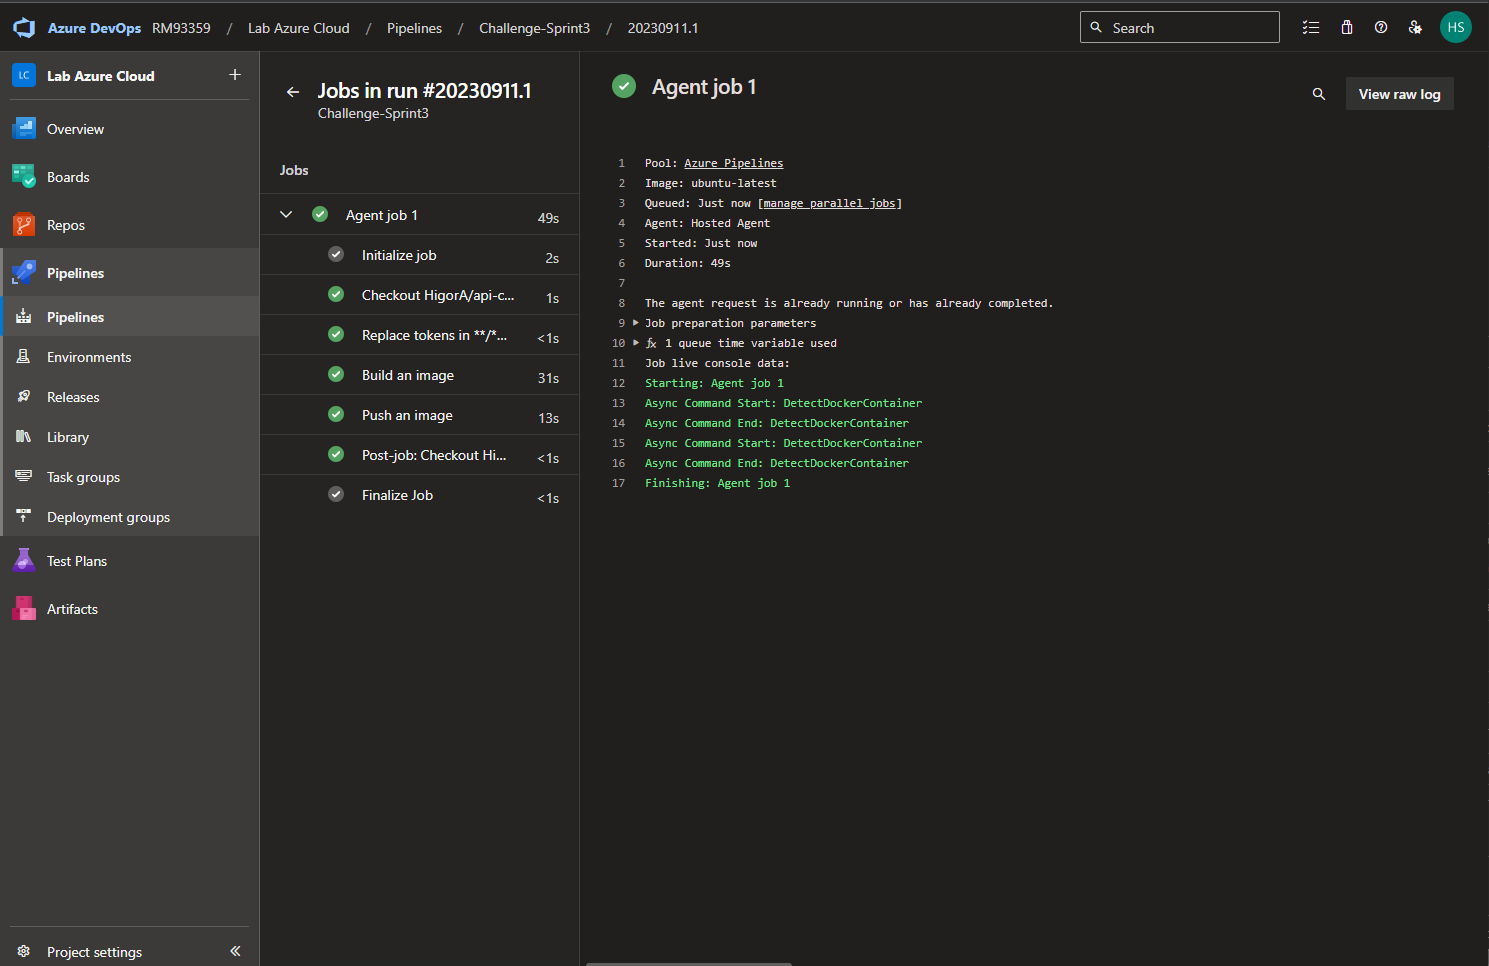 Azure DevOps RM93359 / Lab Azure Cloud / Pipelines / Challenge-Sprint3 / 20230911.1
Search
HS
LC Lab Azure Cloud
Overview
Boards
Repos
Pipelines
Pipelines
Environments
Releases
Library
Task groups
Deployment groups
Test Plans
Artifacts
Project settings
Jobs in run #20230911.1
Challenge-Sprint3
Jobs
Agent job 1 49s
Initialize job 2s
Checkout HigorA/api-c... 1s
Replace tokens in **/*... <1s
Build an image 31s
Push an image 13s
Post-job: Checkout Hi... <1s
Finalize Job <1s
Agent job 1
View raw log
1 Pool: Azure Pipelines
2 Image: ubuntu-latest
3 Queued: Just now [manage parallel jobs]
4 Agent: Hosted Agent
5 Started: Just now
6 Duration: 49s
7
8 The agent request is already running or has already completed.
9 Job preparation parameters
10 fx 1 queue time variable used
11 Job live console data:
12 Starting: Agent job 1
13 Async Command Start: DetectDockerContainer
14 Async Command End: DetectDockerContainer
15 Async Command Start: DetectDockerContainer
16 Async Command End: DetectDockerContainer
17 Finishing: Agent job 1